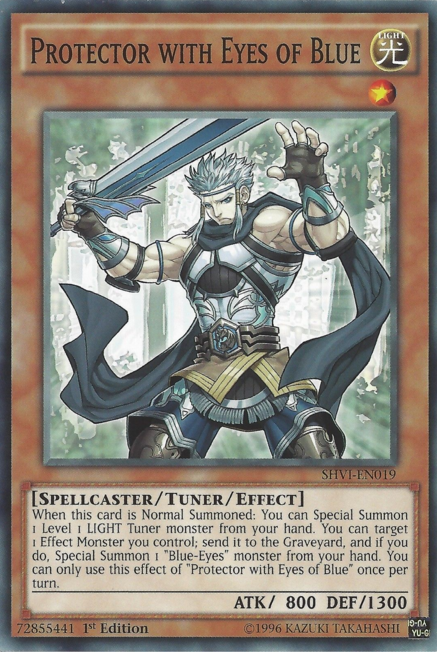 PROTECTOR WITH EYES OF BLUE
LIGHT
光
SHVI-EN019
[SPELLCASTER/TUNER/EFFECT]
When this card is Normal Summoned: You can Special Summon
1 Level 1 LIGHT Tuner monster from your hand. You can target
1 Effect Monster you control; send it to the Graveyard, and if you
do, Special Summon 1 "Blue-Eyes" monster from your hand. You
can only use this effect of "Protector with Eyes of Blue" once per
turn.
ATK/ 800 DEF/1300
72855441 1st Edition ©1996 KAZUKI TAKAHASHI